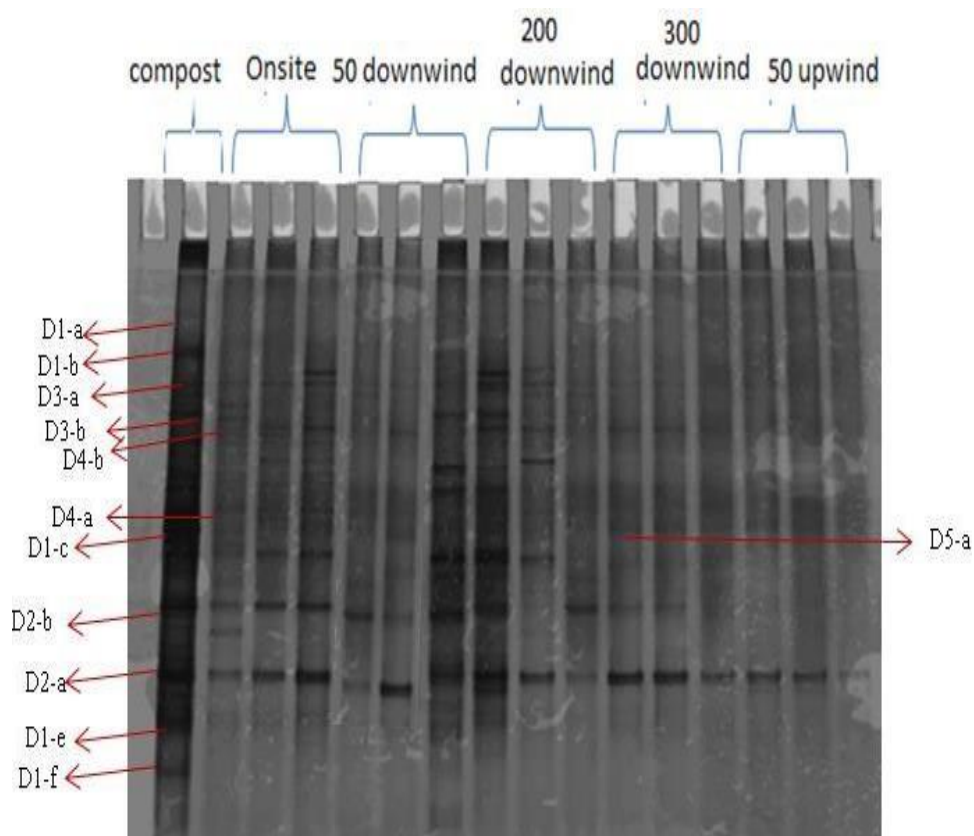 compost
Onsite
50 downwind
200
downwind
300
downwind
50 upwind
D1-a
D1-b
D3-a
D3-b
D4-b
D4-a
D1-c
D5-a
D2-b
D2-a
D1-e
D1-f